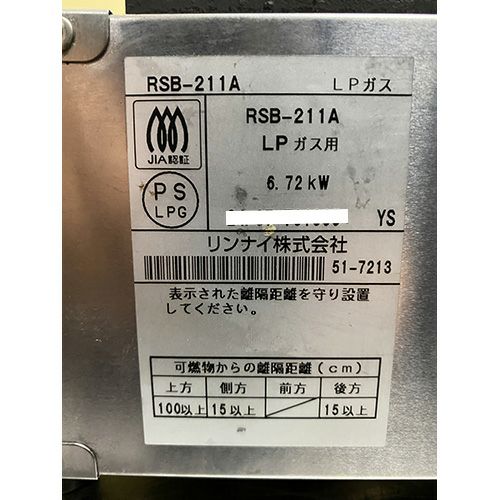 RSB-211A LPガス
JIA認証
RSB-211A
LPガス用
PS
LPG
6.72kW
YS
リンナイ株式会社
51-7213
表示された離隔距離を守り設置
してください。
可燃物からの離隔距離(cm)
上方 側方 前方 後方
100以上 15以上 15以上